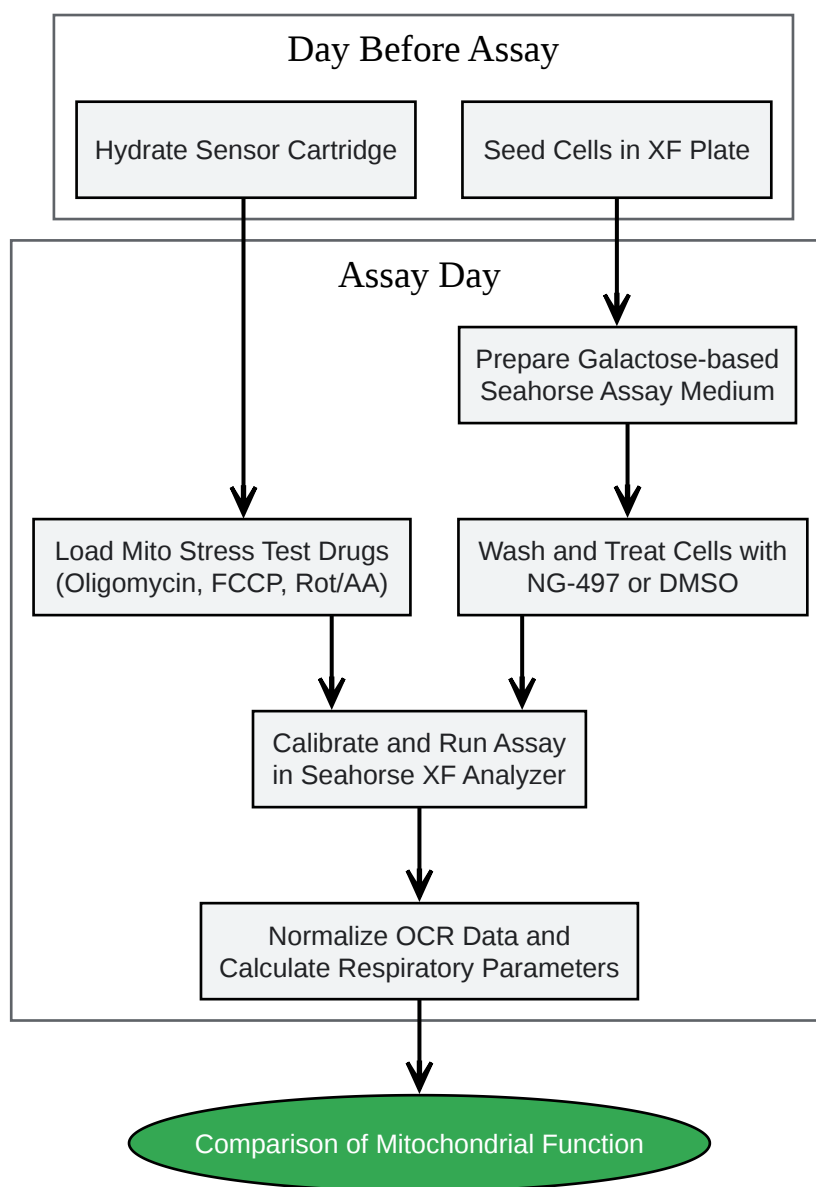 Day Before Assay
Hydrate Sensor Cartridge
Seed Cells in XF Plate
Assay Day
Prepare Galactose-based
Seahorse Assay Medium
Load Mito Stress Test Drugs
(Oligomycin, FCCP, Rot/AA)
Wash and Treat Cells with
NG-497 or DMSO
Calibrate and Run Assay
in Seahorse XF Analyzer
Normalize OCR Data and
Calculate Respiratory Parameters
Comparison of Mitochondrial Function